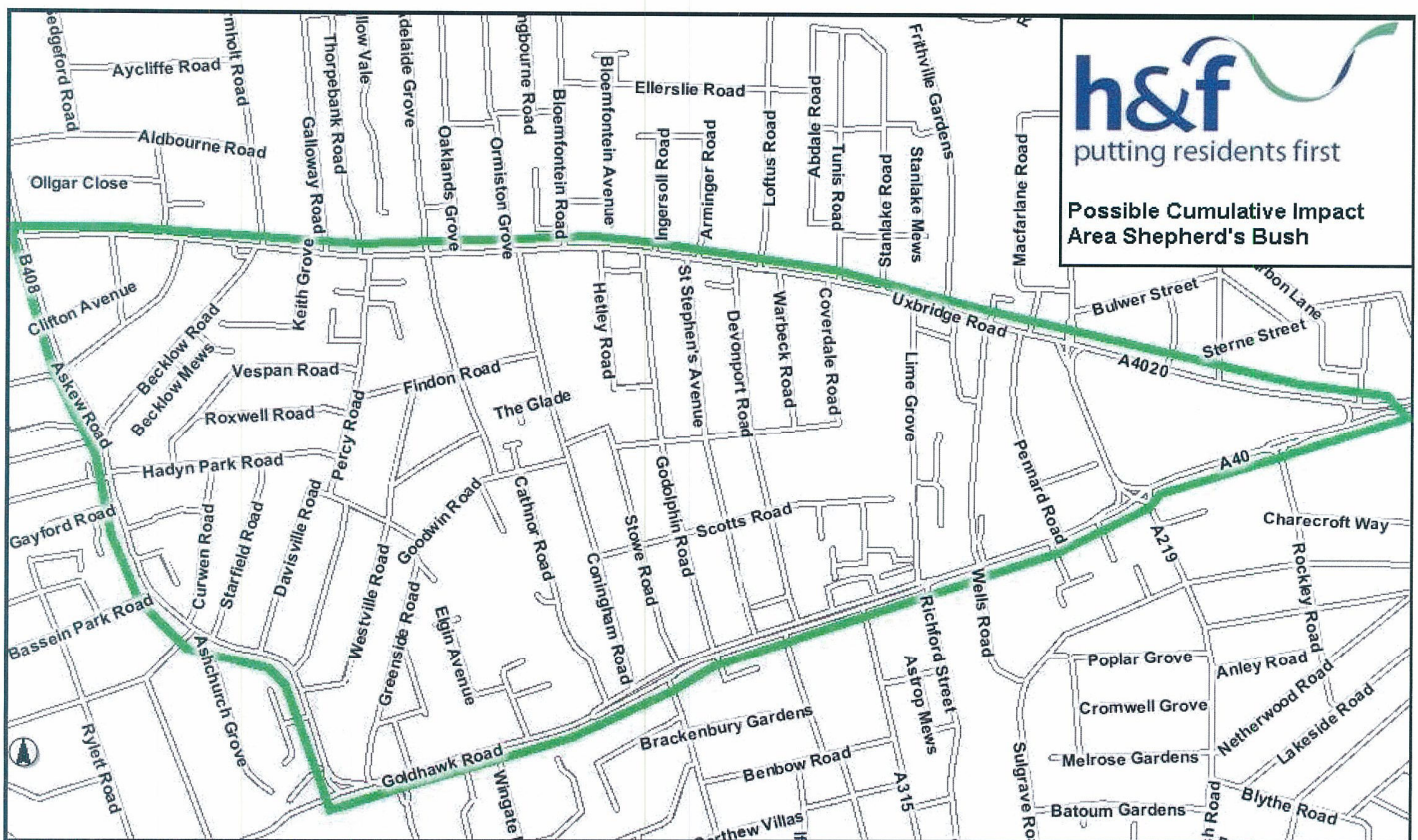 h&f
putting residents first
Possible Cumulative Impact
Area Shepherd's Bush
Aycliffe Road
Aldbourne Road
Ollgar Close
Galloway Road
Thorpebank Road
Oaklands Grove
Ormiston Grove
Bloemfontein Road
Bloemfontein Avenue
Ellerslie Road
Ingersoll Road
Arminger Road
Loftus Road
Abdale Road
Tunis Road
Stanlake Road
Stanlake Mews
Frithville Gardens
Macfarlane Road
Bulwer Street
Sterne Street
Uxbridge Road
A4020
B408
Clifton Avenue
Askew Road
Becklow Road
Becklow Mews
Keith Grove
Vespan Road
Roxwell Road
Hadyn Park Road
Percy Road
Findon Road
The Glade
Hetley Road
St Stephen's Avenue
Devonport Road
Warbeck Road
Coverdale Road
Lime Grove
Pennard Road
A40
Gayford Road
Curwen Road
Starfield Road
Davisville Road
Westville Road
Goodwin Road
Greenside Road
Elgin Avenue
Cathnor Road
Coningham Road
Stowe Road
Godolphin Road
Scotts Road
Wells Road
A219
Charecroft Way
Rockley Road
Bassein Park Road
Ashchurch Grove
Rylett Road
Goldhawk Road
Brackenbury Gardens
Benbow Road
Richford Street
Astrop Mews
A315
Poplar Grove
Anley Road
Cromwell Grove
Netherwood Road
Lakeside Road
Melrose Gardens
Batoum Gardens
Blythe Road
Wingate
Villas